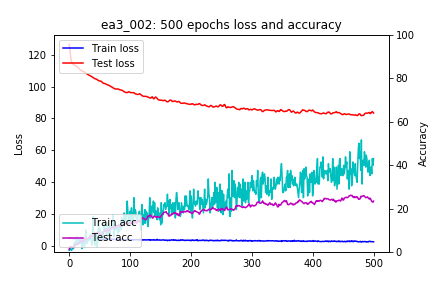 ea3_002: 500 epochs loss and accuracy
Train loss
Test loss
Train acc
Test acc
Loss
Accuracy
120
100
80
60
40
20
0
100
80
60
40
20
0
0 100 200 300 400 500